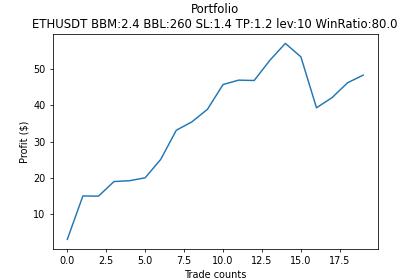 Portfolio
ETHUSDT BBM:2.4 BBL:260 SL:1.4 TP:1.2 lev:10 WinRatio:80.0
Profit ($)
50
40
30
20
10
0.0 2.5 5.0 7.5 10.0 12.5 15.0 17.5
Trade counts